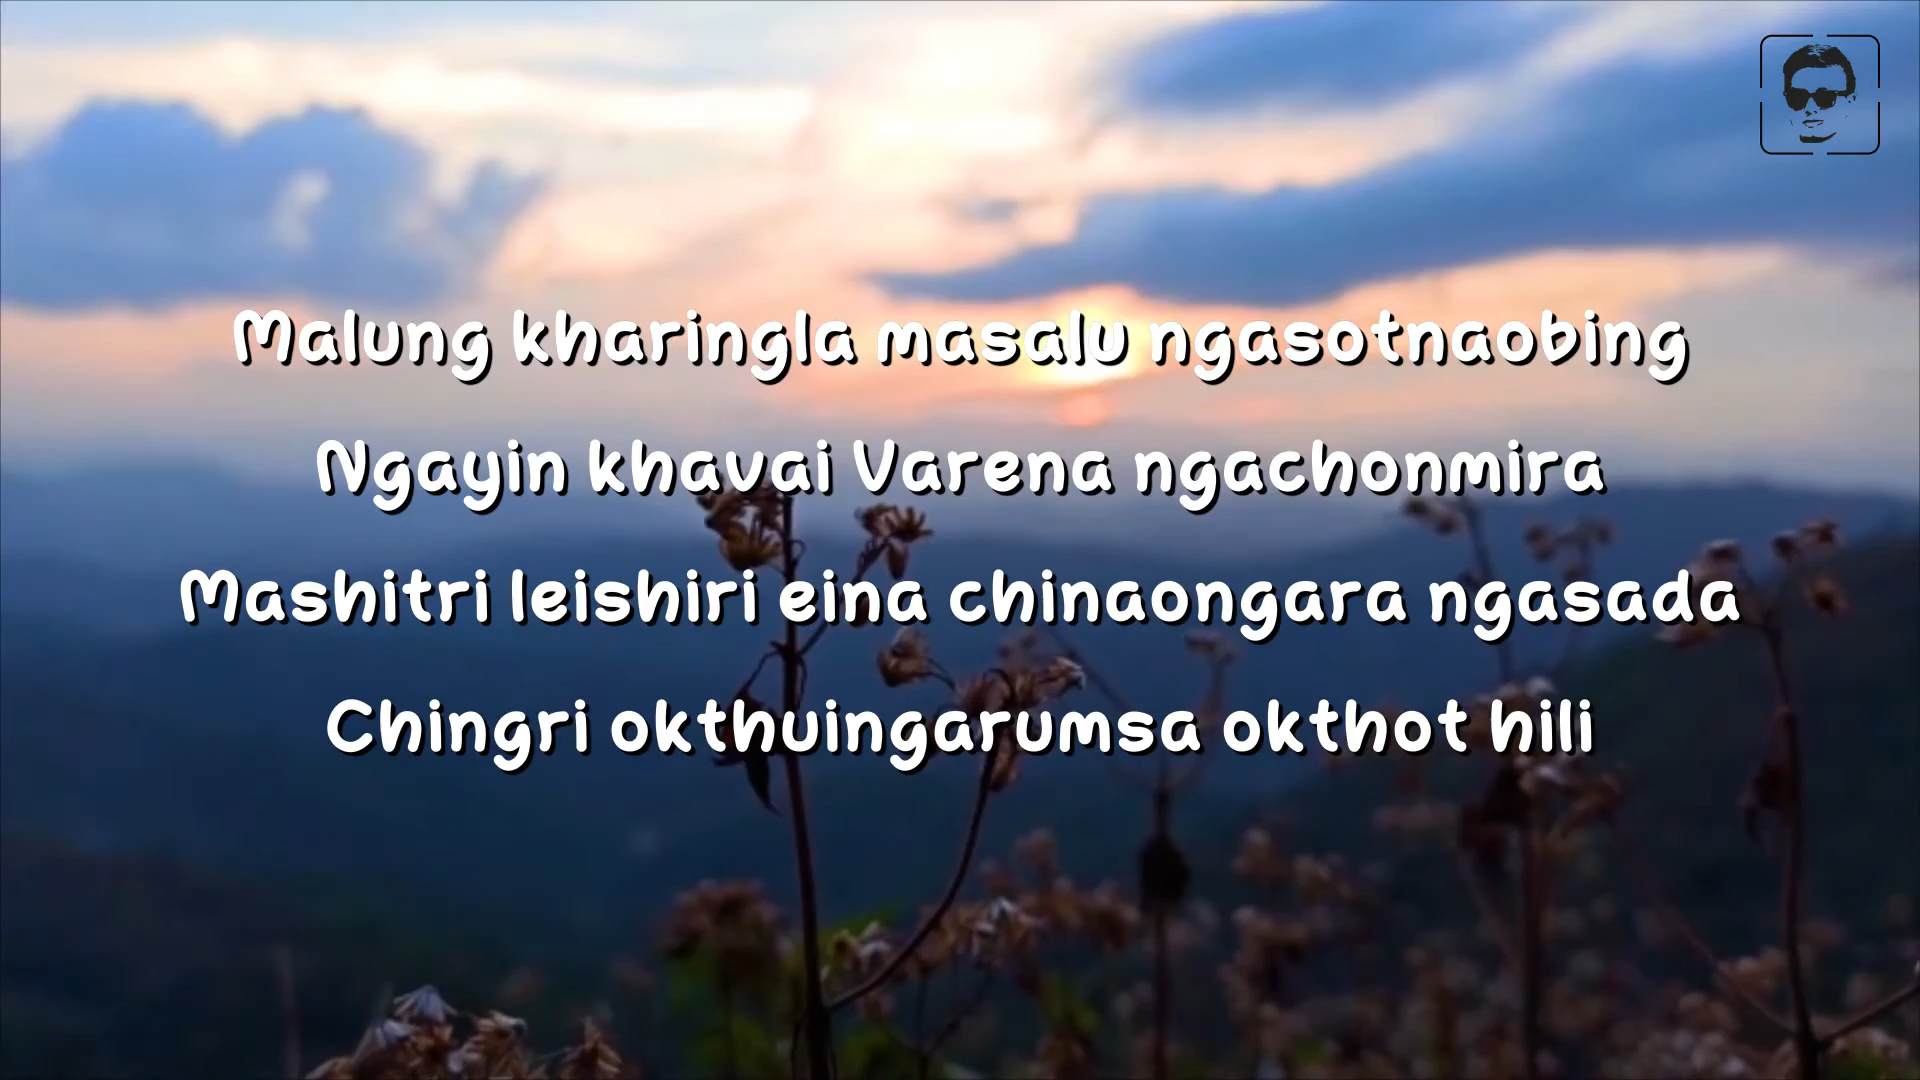 Malung kharingla masalu ngasotnaobing
Ngayin khavai Varena ngachonmira
Mashitri leishiri eina chinaongara ngasada
Chingri okthuingarumsa okthot hili